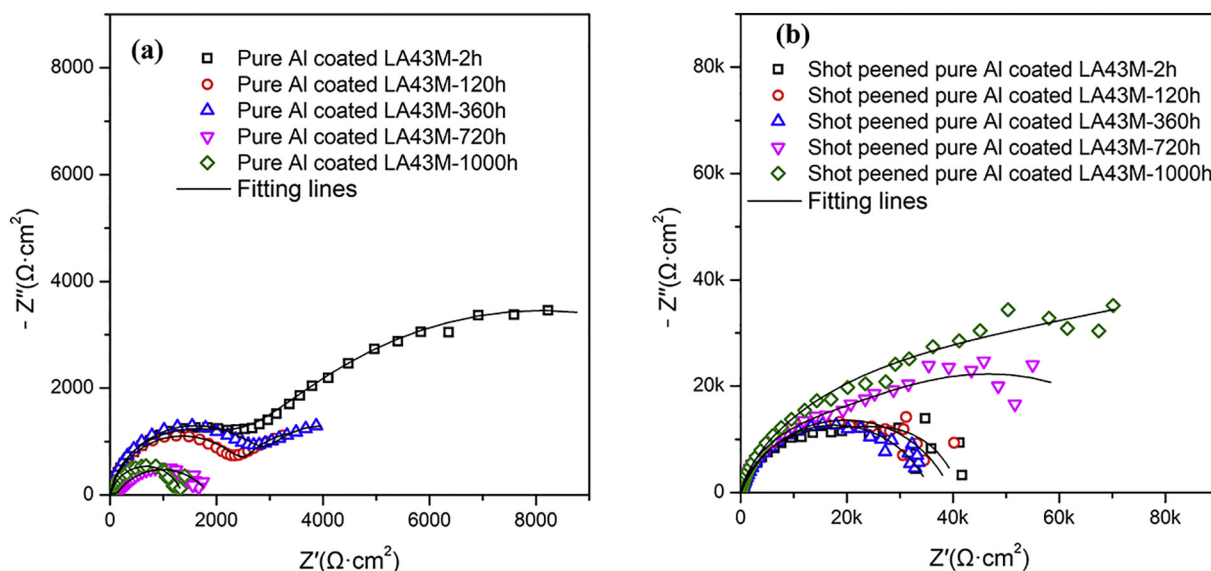 (a)
Pure Al coated LA43M-2h
Pure Al coated LA43M-120h
Pure Al coated LA43M-360h
Pure Al coated LA43M-720h
Pure Al coated LA43M-1000h
Fitting lines
8000
4000
2000
0
- Z″(Ω·cm²)
0 2000 4000 6000 8000
Z′(Ω·cm²)
(b)
Shot peened pure Al coated LA43M-2h
Shot peened pure Al coated LA43M-120h
Shot peened pure Al coated LA43M-360h
Shot peened pure Al coated LA43M-720h
Shot peened pure Al coated LA43M-1000h
Fitting lines
80k
60k
40k
20k
0
- Z″(Ω·cm²)
0 20k 40k 60k 80k
Z′(Ω·cm²)